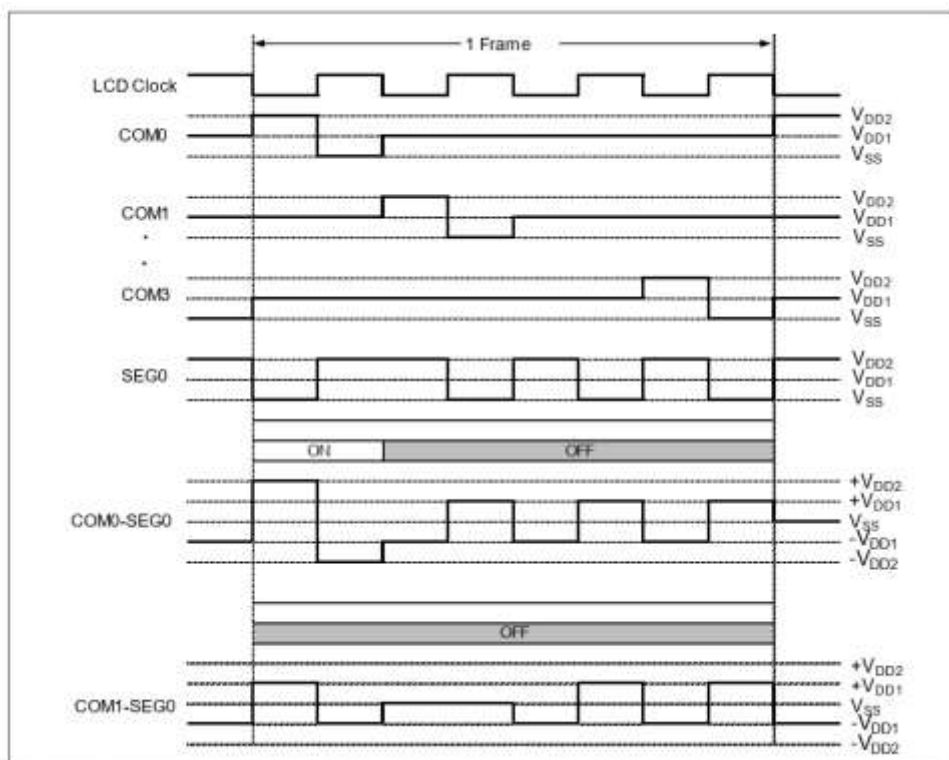 1 Frame
LCD Clock
COM0
VDD2
VDD1
VSS
COM1
VDD2
VDD1
VSS
COM3
VDD2
VDD1
VSS
SEG0
VDD2
VDD1
VSS
ON OFF
COM0-SEG0
+VDD2
+VDD1
VSS
-VDD1
-VDD2
OFF
COM1-SEG0
+VDD2
+VDD1
VSS
-VDD1
-VDD2